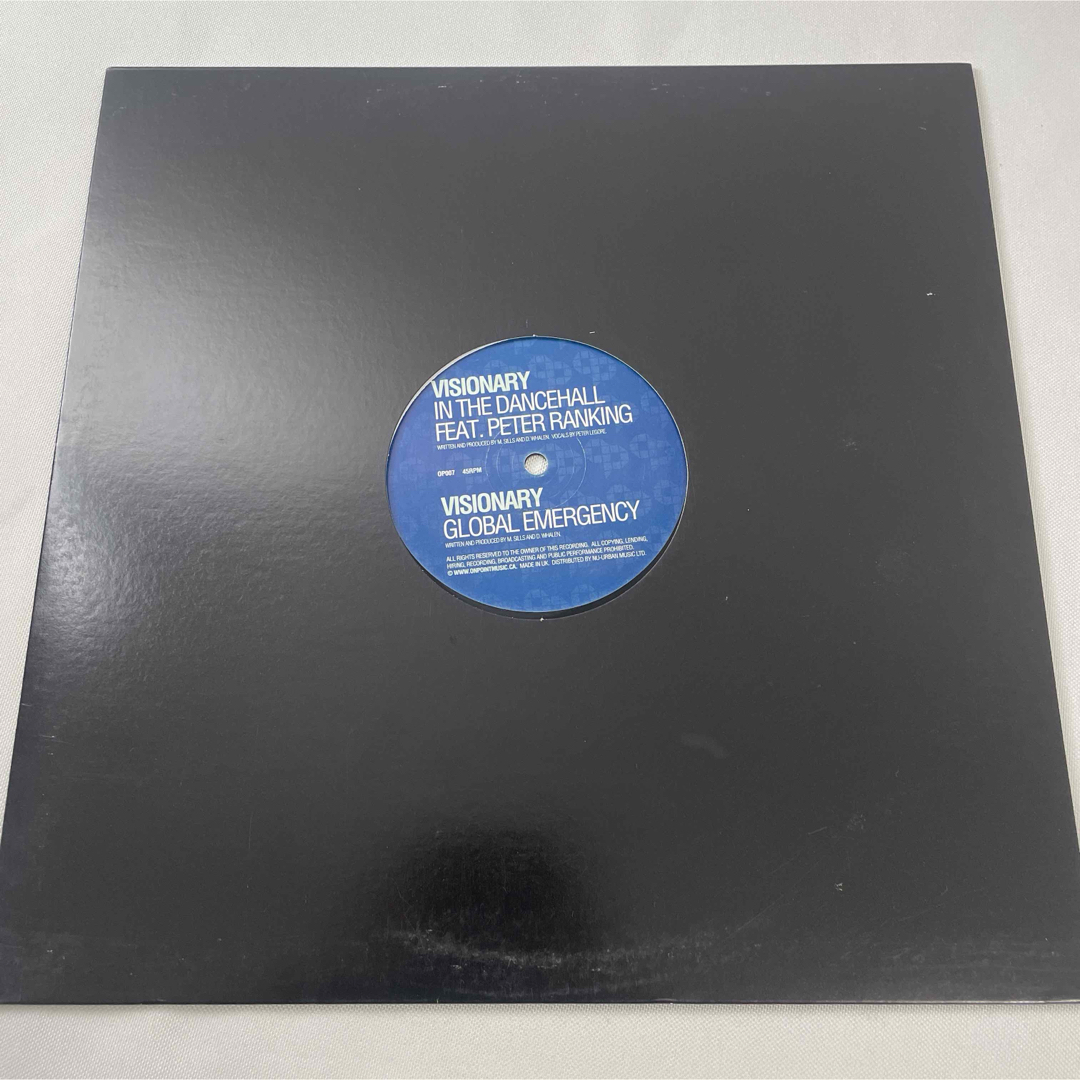 VISIONARY
IN THE DANCEHALL
FEAT. PETER RANKING
WRITTEN AND PRODUCED BY M. SILLS AND D. WHALEN. VOCALS BY PETER LEGORE.
OP007 45RPM
VISIONARY
GLOBAL EMERGENCY
WRITTEN AND PRODUCED BY M. SILLS AND D. WHALEN.
ALL RIGHTS RESERVED TO THE OWNER OF THIS RECORDING. ALL COPYING, LENDING,
HIRING, RECORDING, BROADCASTING AND PUBLIC PERFORMANCE PROHIBITED.
© WWW.ONPOINTMUSIC.CA. MADE IN UK. DISTRIBUTED BY NU-URBAN MUSIC LTD.